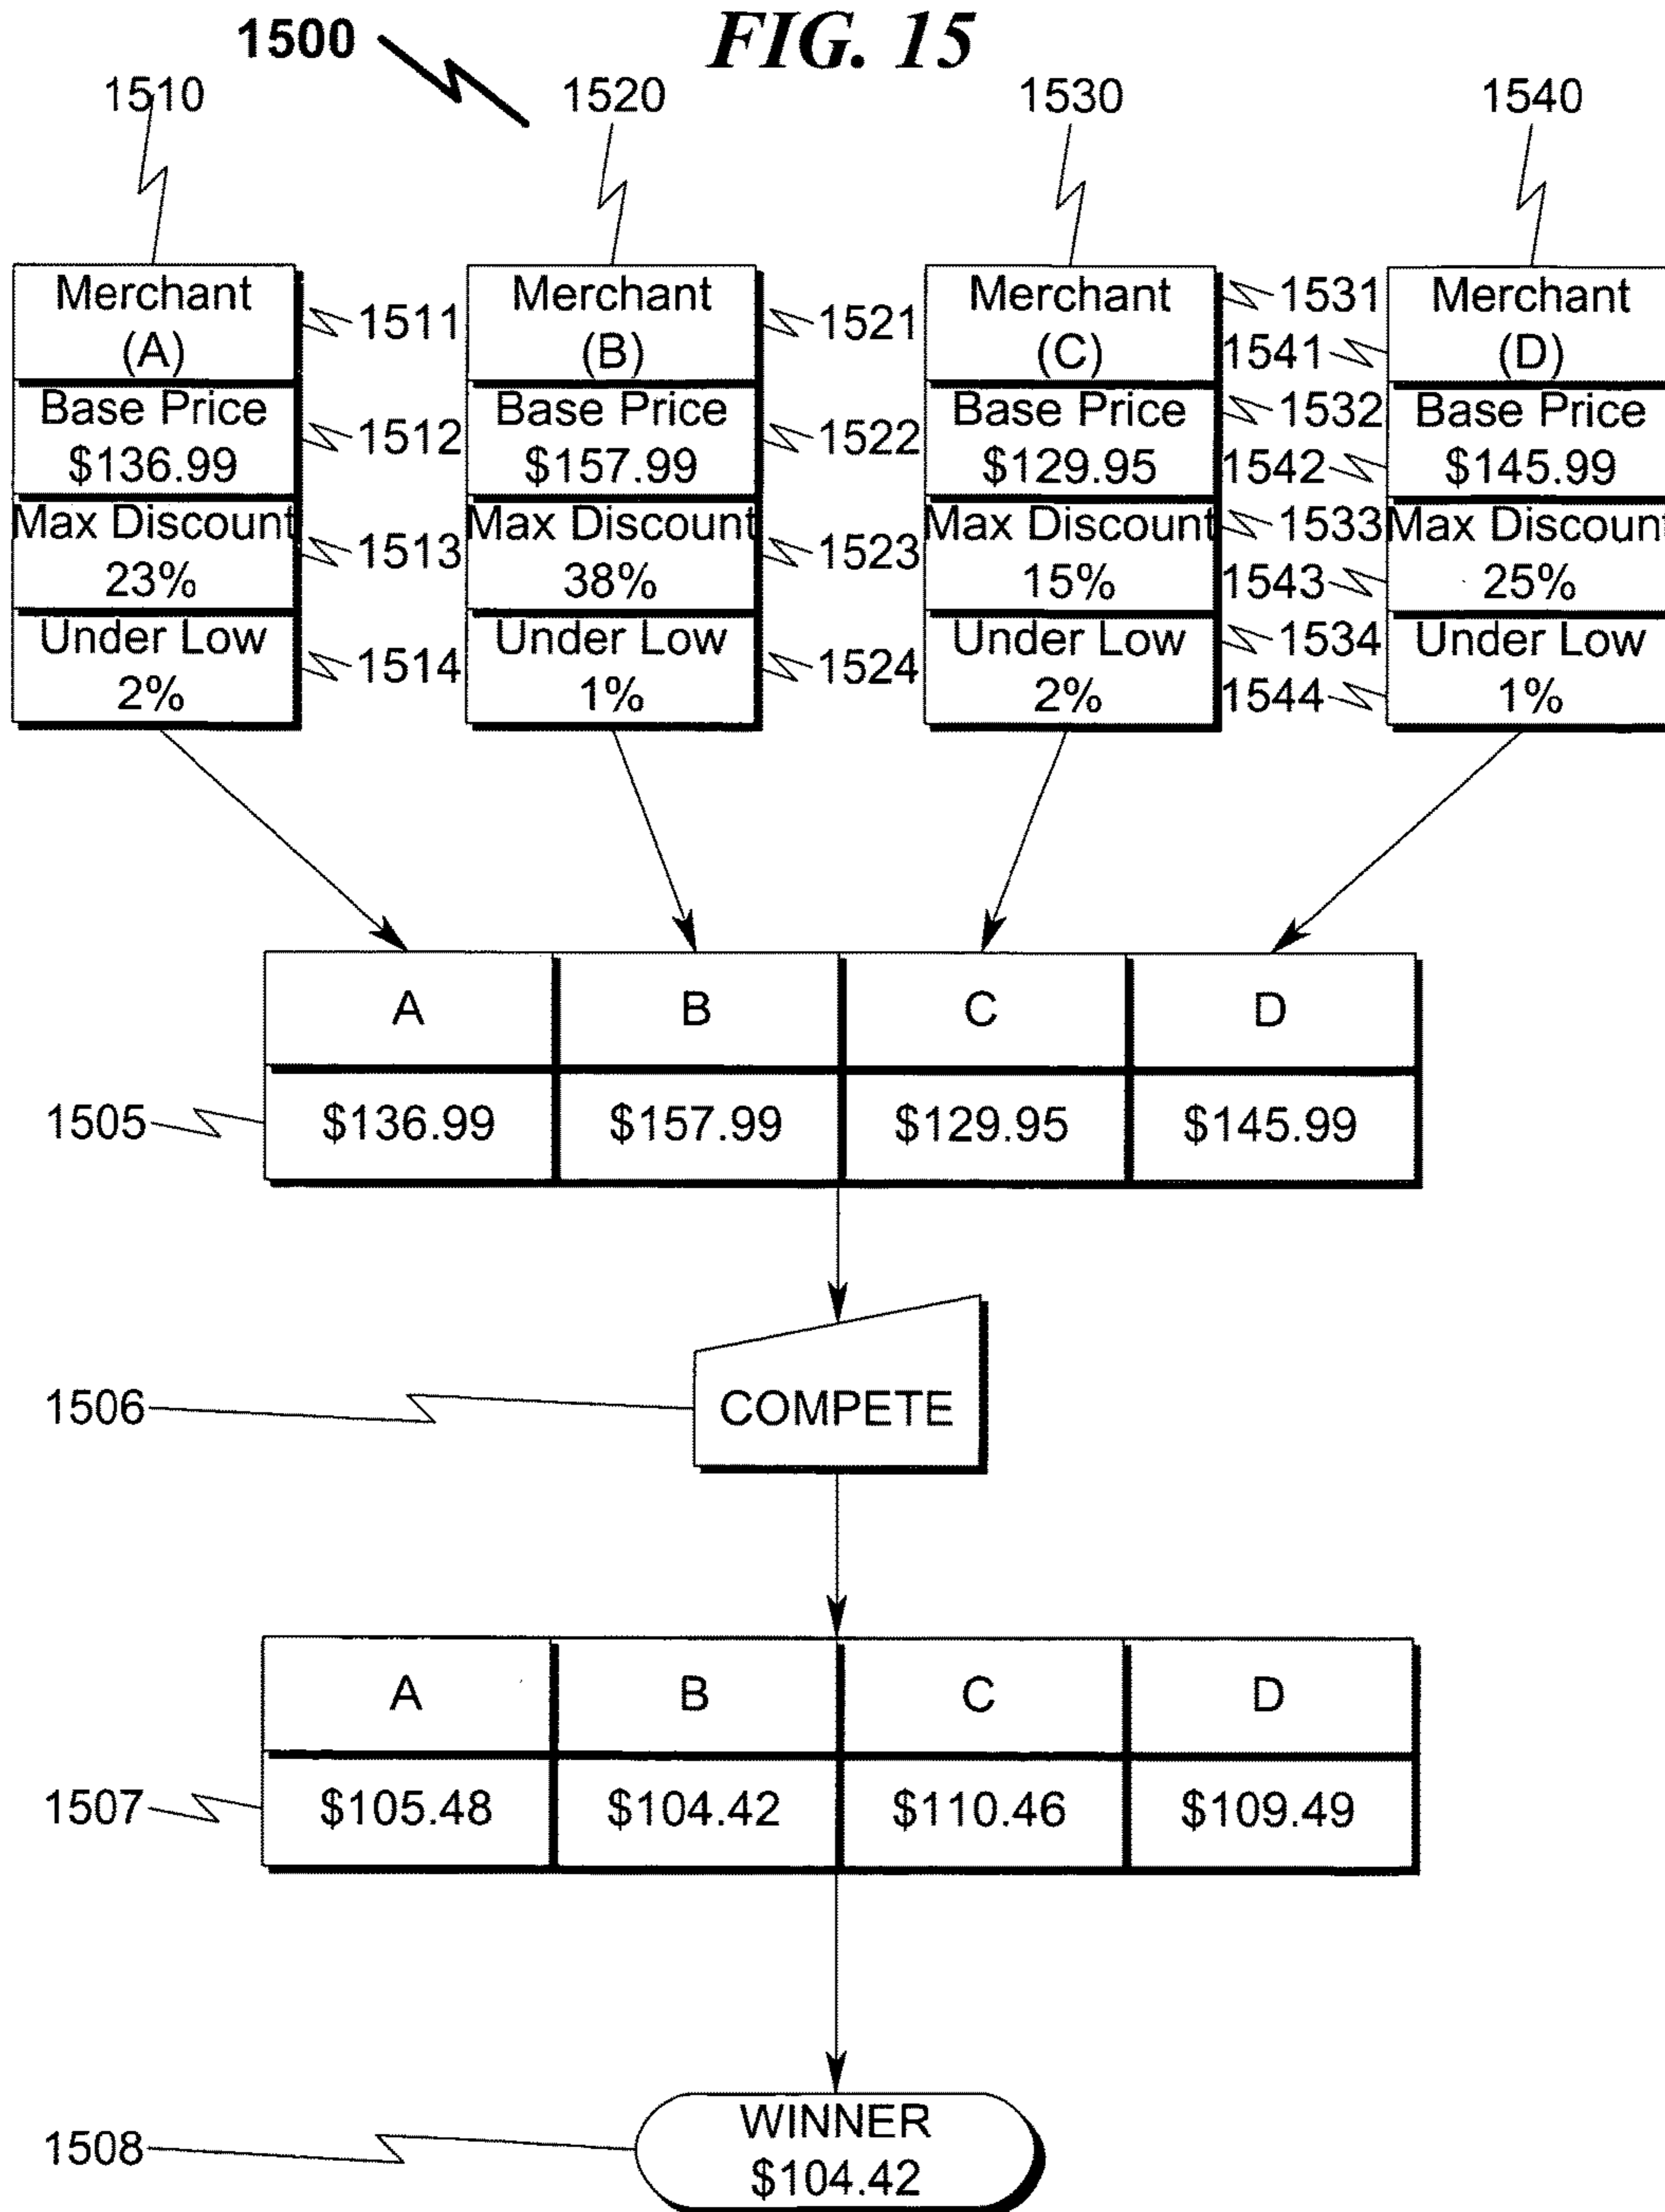 FIG. 15
1500
1510
1520
1530
1540
Merchant
(A)
1511
Base Price
$136.99
1512
Max Discount
23%
1513
Under Low
2%
1514
Merchant
(B)
1521
Base Price
$157.99
1522
Max Discount
38%
1523
Under Low
1%
1524
Merchant
(C)
1531
Base Price
$129.95
1532
Max Discount
15%
1533
Under Low
2%
1534
Merchant
(D)
1541
Base Price
$145.99
1542
Max Discount
25%
1543
Under Low
1%
1544
A B C D
1505 $136.99 $157.99 $129.95 $145.99
1506 COMPETE
A B C D
1507 $105.48 $104.42 $110.46 $109.49
WINNER
1508
$104.42